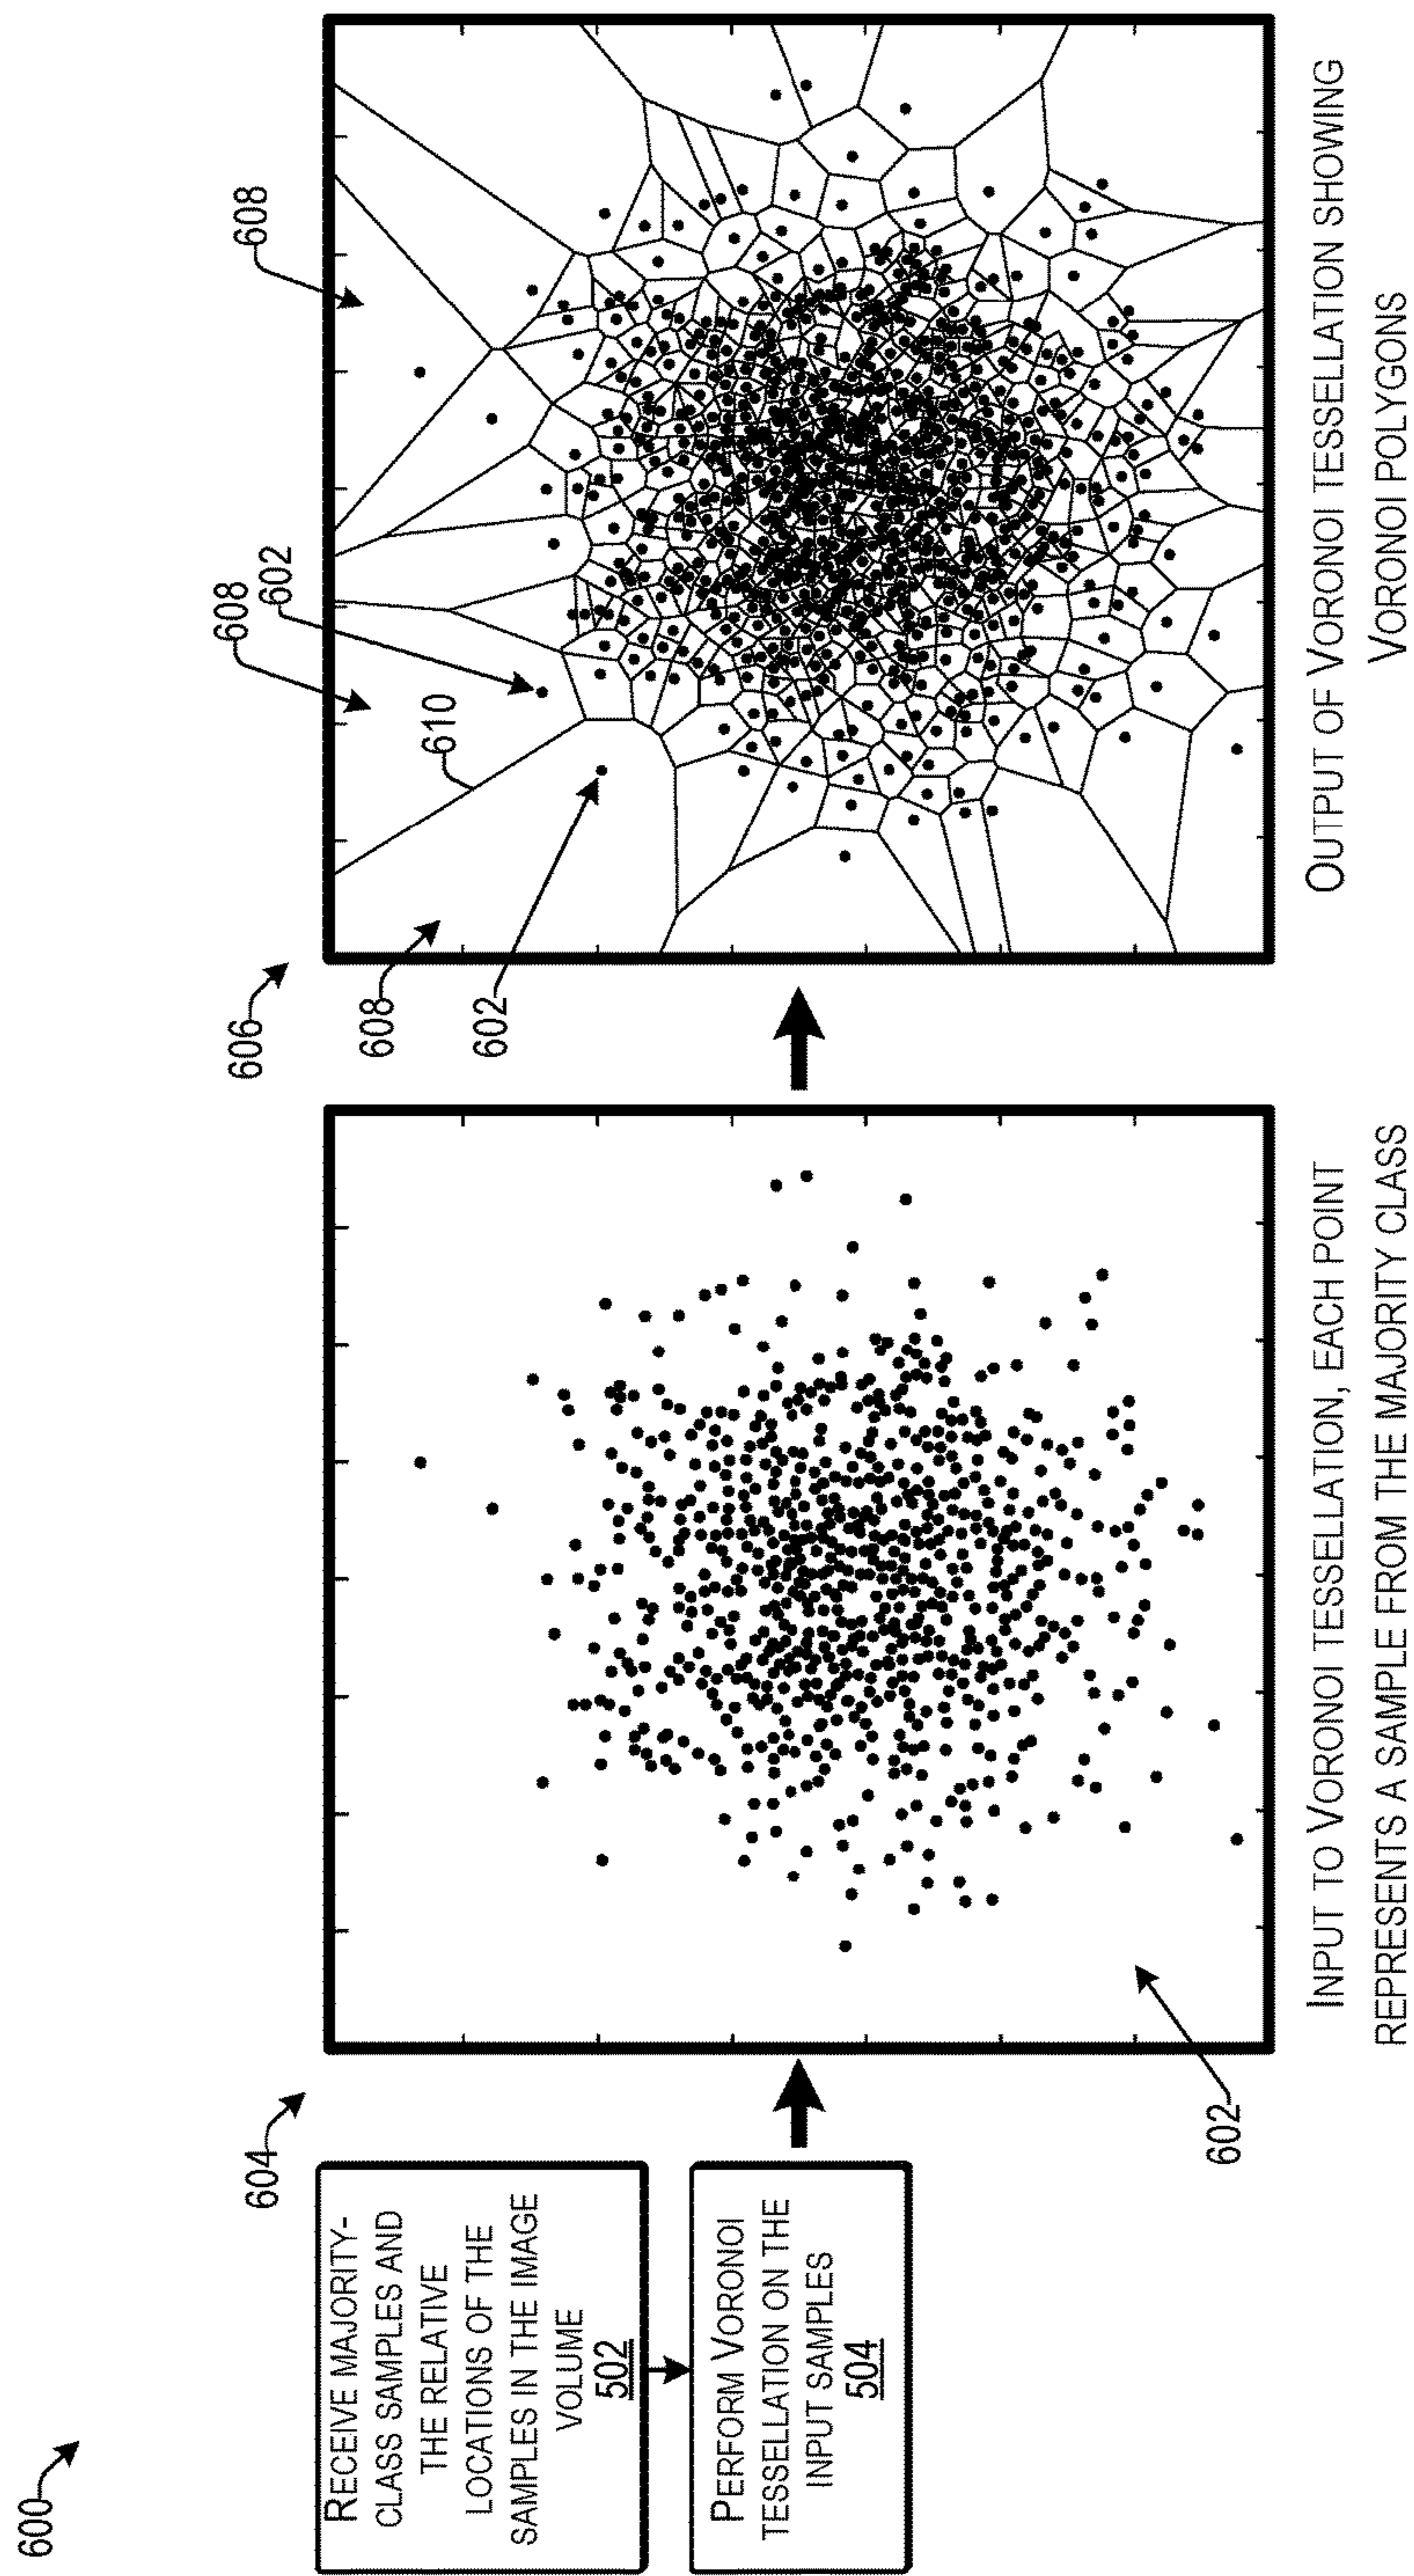 600
RECEIVE MAJORITY-
CLASS SAMPLES AND
THE RELATIVE
LOCATIONS OF THE
SAMPLES IN THE IMAGE
VOLUME
502
PERFORM VORONOI
TESSELLATION ON THE
INPUT SAMPLES
504
604
602
INPUT TO VORONOI TESSELLATION, EACH POINT
REPRESENTS A SAMPLE FROM THE MAJORITY CLASS
606
608
602
610
608
602
608
OUTPUT OF VORONOI TESSELLATION SHOWING
VORONOI POLYGONS